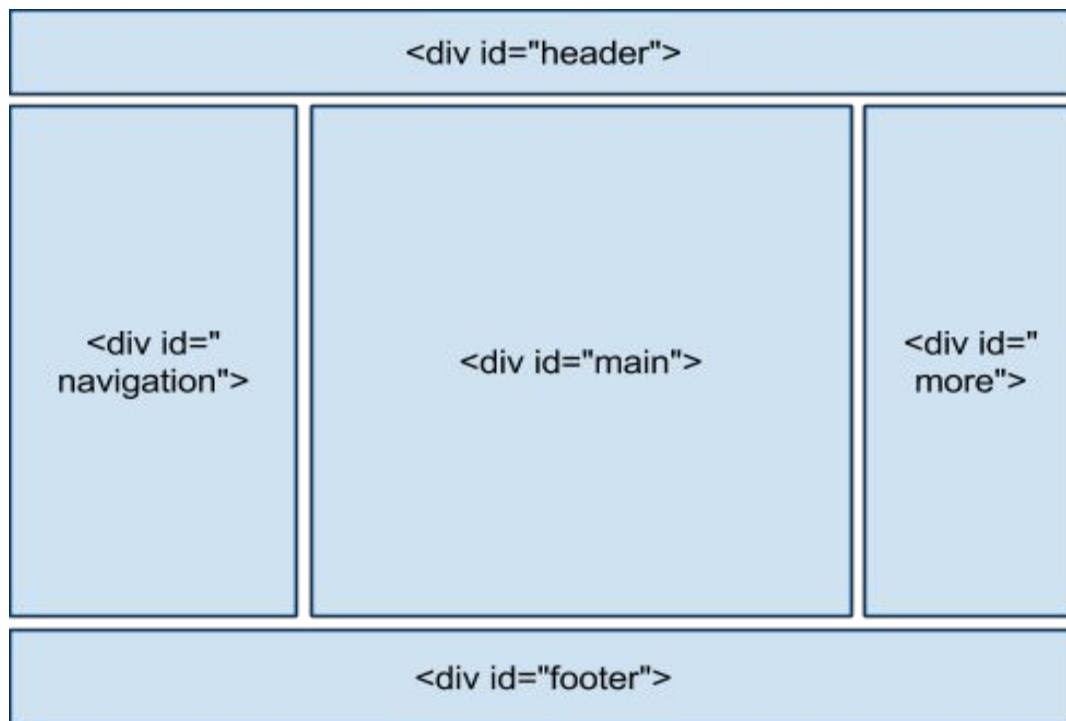 <div id="header">
<div id="
navigation">
<div id="main">
<div id="
more">
<div id="footer">